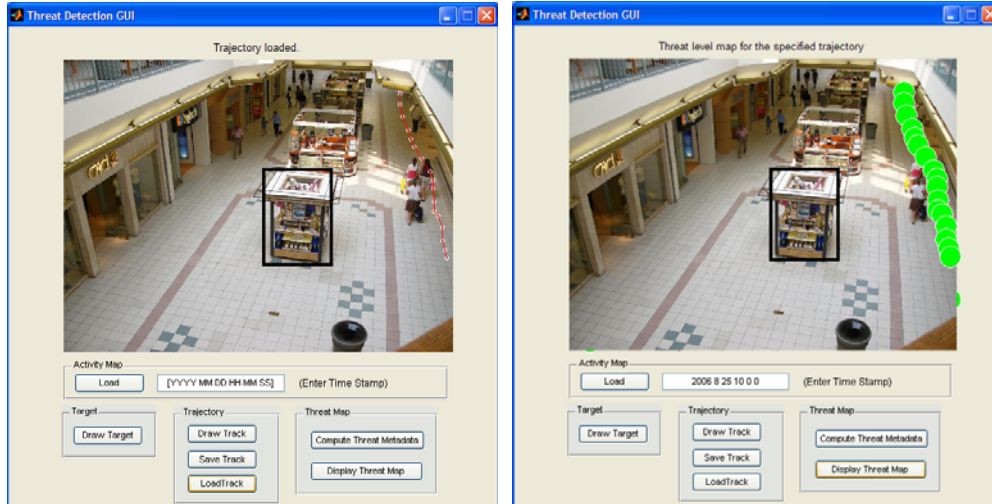 Threat Detection GUI
Trajectory loaded.
Activity Map
Load
[YYYY MM DD HH MM SS]
(Enter Time Stamp)
Target
Draw Target
Trajectory
Draw Track
Save Track
LoadTrack
Threat Map
Compute Threat Metadata
Display Threat Map
Threat Detection GUI
Threat level map for the specified trajectory
Activity Map
Load
2006 8 25 10 0 0
(Enter Time Stamp)
Target
Draw Target
Trajectory
Draw Track
Save Track
LoadTrack
Threat Map
Compute Threat Metadata
Display Threat Map